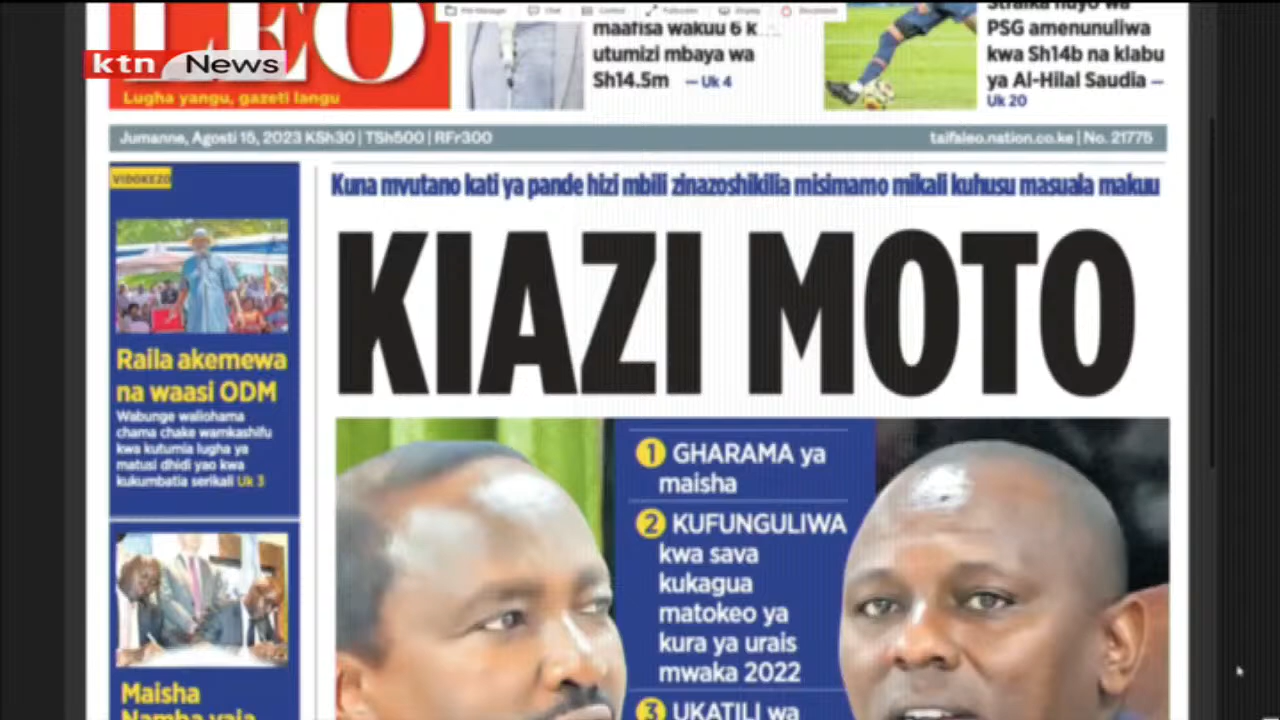 LEO
ktn News
Lugha yangu, gazeti langu
maafisa wakuu 6 k
utumizi mbaya wa
Sh14.5m — Uk 4
Straika huyo wa
PSG amenunuliwa
kwa Sh14b na klabu
ya Al-Hilal Saudia —
Uk 20
Jumanne, Agosti 15, 2023 KSh30 | TSh500 | RFr300
taifaleo.nation.co.ke | No. 21775
VIDOKEZO
Raila akemewa
na waasi ODM
Wabunge waliohama
chama chake wamkashifu
kwa kutumia lugha ya
matusi dhidi yao kwa
kukumbatia serikali Uk 3
Maisha
Namba yaja
Kuna mvutano kati ya pande hizi mbili zinazoshikilia misimamo mikali kuhusu masuala makuu
KIAZI MOTO
1 GHARAMA ya
maisha
2 KUFUNGULIWA
kwa sava
kukagua
matokeo ya
kura ya urais
mwaka 2022
3 UKATILI wa